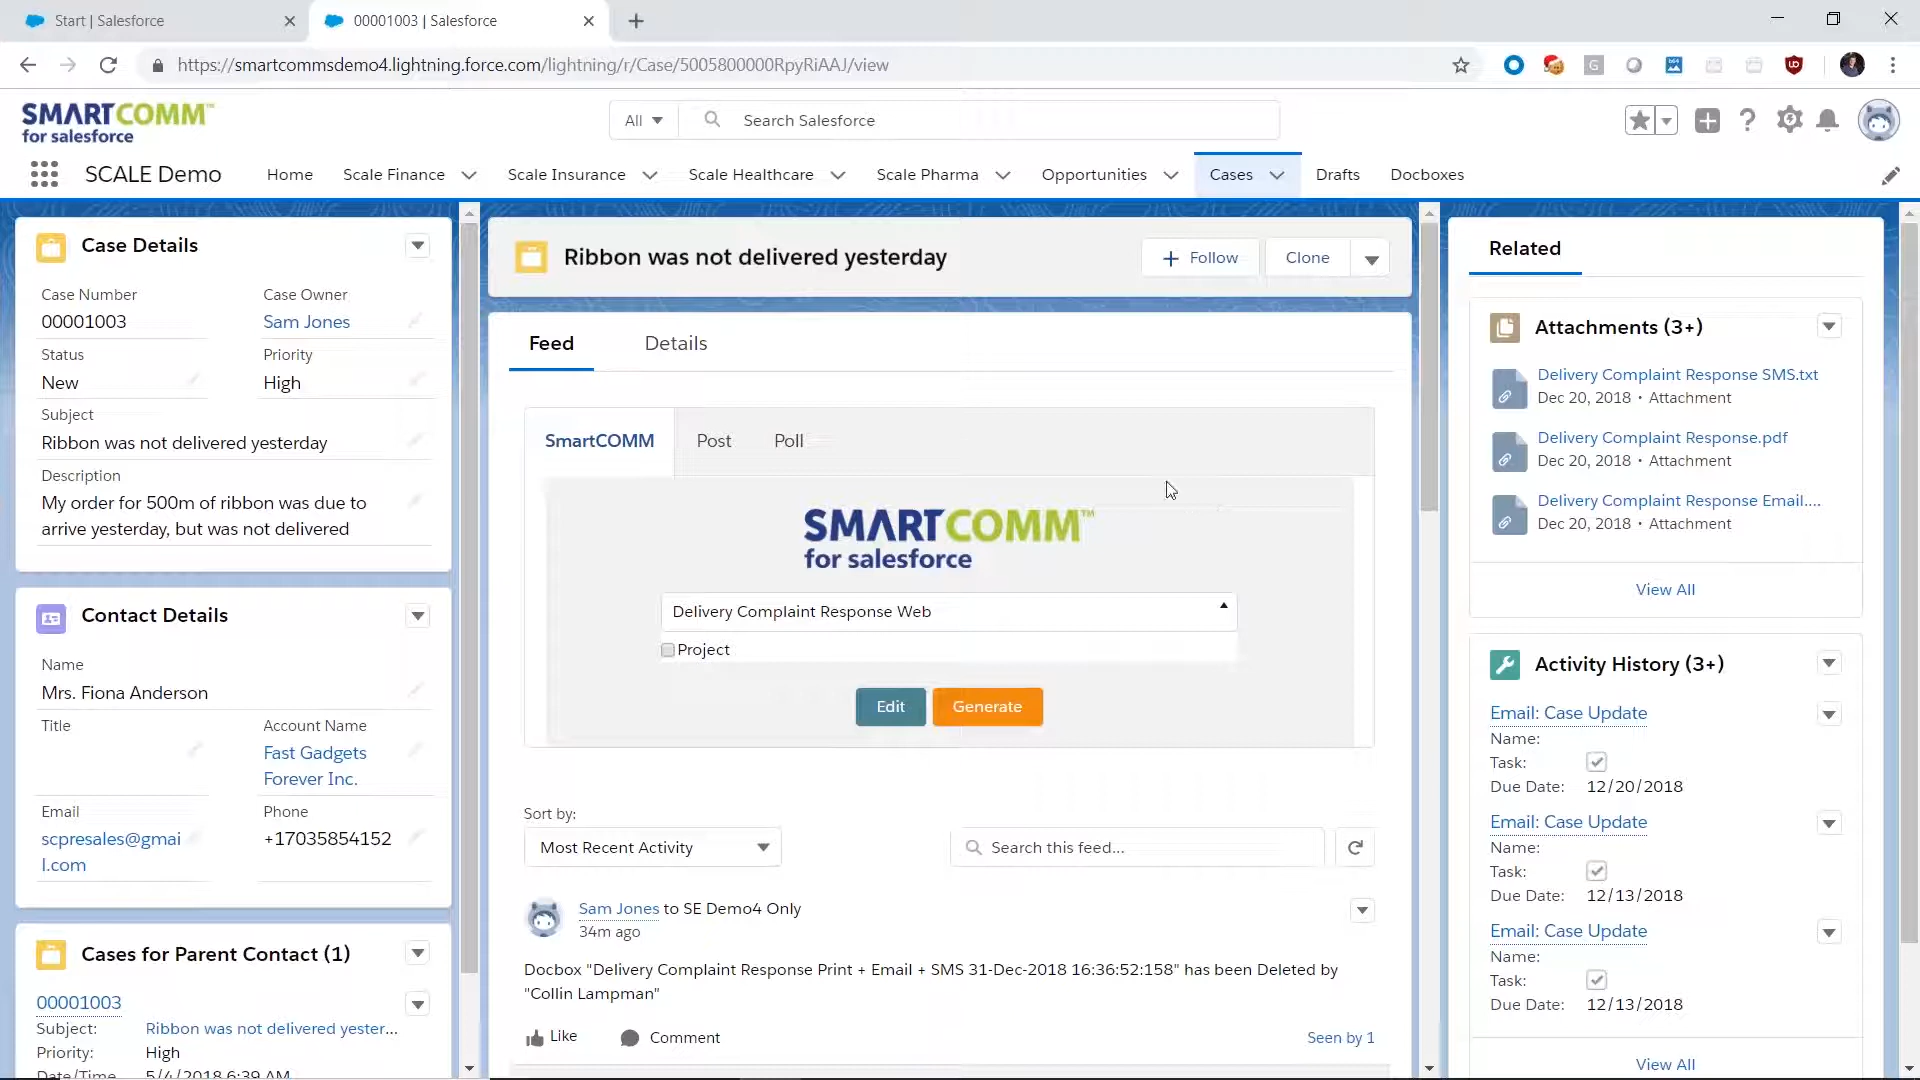 Start | Salesforce
00001003 | Salesforce
https://smartcommsdemo4.lightning.force.com/lightning/r/Case/5005800000RpyRiAAJ/view
SMARTCOMM™
for salesforce
All
Search Salesforce
SCALE Demo
Home
Scale Finance
Scale Insurance
Scale Healthcare
Scale Pharma
Opportunities
Cases
Drafts
Docboxes
Case Details
Case Number
Case Owner
00001003
Sam Jones
Status
Priority
New
High
Subject
Ribbon was not delivered yesterday
Description
My order for 500m of ribbon was due to
arrive yesterday, but was not delivered
Contact Details
Name
Mrs. Fiona Anderson
Title
Account Name
Fast Gadgets
Forever Inc.
Email
Phone
scpresales@gmai
l.com
+17035854152
Cases for Parent Contact (1)
00001003
Subject:
Ribbon was not delivered yester...
Priority:
High
Date/Time
5/4/2018 6:39 AM
Ribbon was not delivered yesterday
Follow
Clone
Feed
Details
SmartCOMM
Post
Poll
SMARTCOMM™
for salesforce
Delivery Complaint Response Web
Project
Edit
Generate
Sort by:
Most Recent Activity
Search this feed...
Sam Jones to SE Demo4 Only
34m ago
Docbox "Delivery Complaint Response Print + Email + SMS 31-Dec-2018 16:36:52:158" has been Deleted by
"Collin Lampman"
Like
Comment
Seen by 1
Related
Attachments (3+)
Delivery Complaint Response SMS.txt
Dec 20, 2018 • Attachment
Delivery Complaint Response.pdf
Dec 20, 2018 • Attachment
Delivery Complaint Response Email....
Dec 20, 2018 • Attachment
View All
Activity History (3+)
Email: Case Update
Name:
Task:
Due Date: 12/20/2018
Email: Case Update
Name:
Task:
Due Date: 12/13/2018
Email: Case Update
Name:
Task:
Due Date: 12/13/2018
View All